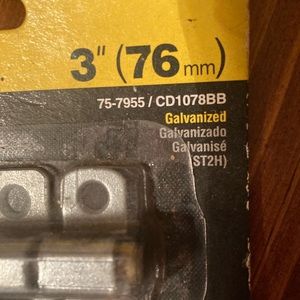 3" (76 mm)
75-7955 / CD1078BB
Galvanized
Galvanizado
Galvanisé
(ST2H)